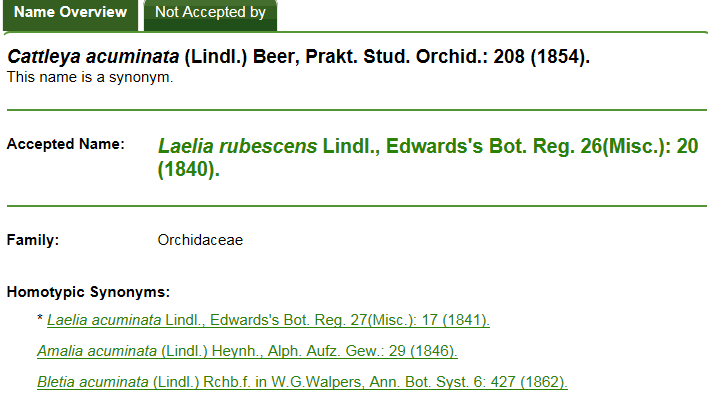 Name Overview Not Accepted by
Cattleya acuminata (Lindl.) Beer, Prakt. Stud. Orchid.: 208 (1854).
This name is a synonym.
Accepted Name: Laelia rubescens Lindl., Edwards's Bot. Reg. 26(Misc.): 20
(1840).
Family: Orchidaceae
Homotypic Synonyms:
* Laelia acuminata Lindl., Edwards's Bot. Reg. 27(Misc.): 17 (1841).
Amalia acuminata (Lindl.) Heynh., Alph. Aufz. Gew.: 29 (1846).
Bletia acuminata (Lindl.) Rchb.f. in W.G.Walpers, Ann. Bot. Syst. 6: 427 (1862).